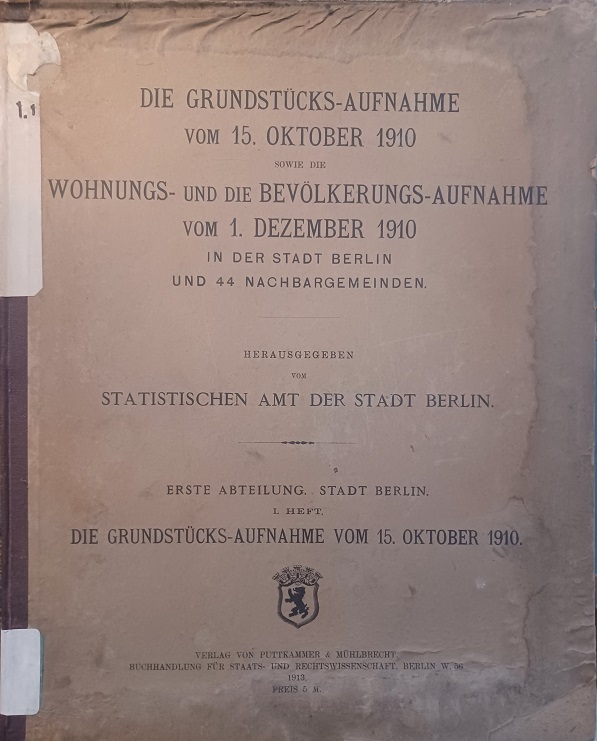 1.1
DIE GRUNDSTÜCKS-AUFNAHME
VOM 15. OKTOBER 1910
SOWIE DIE
WOHNUNGS- UND DIE BEVÖLKERUNGS-AUFNAHME
VOM 1. DEZEMBER 1910
IN DER STADT BERLIN
UND 44 NACHBARGEMEINDEN.
HERAUSGEGEBEN
VOM
STATISTISCHEN AMT DER STADT BERLIN.
ERSTE ABTEILUNG. STADT BERLIN.
1. HEFT.
DIE GRUNDSTÜCKS-AUFNAHME VOM 15. OKTOBER 1910.
VERLAG VON PUTTKAMMER & MÜHLBRECHT,
BUCHHANDLUNG FÜR STAATS- UND RECHTSWISSENSCHAFT, BERLIN W. 56.
1913.
PREIS 5 M.